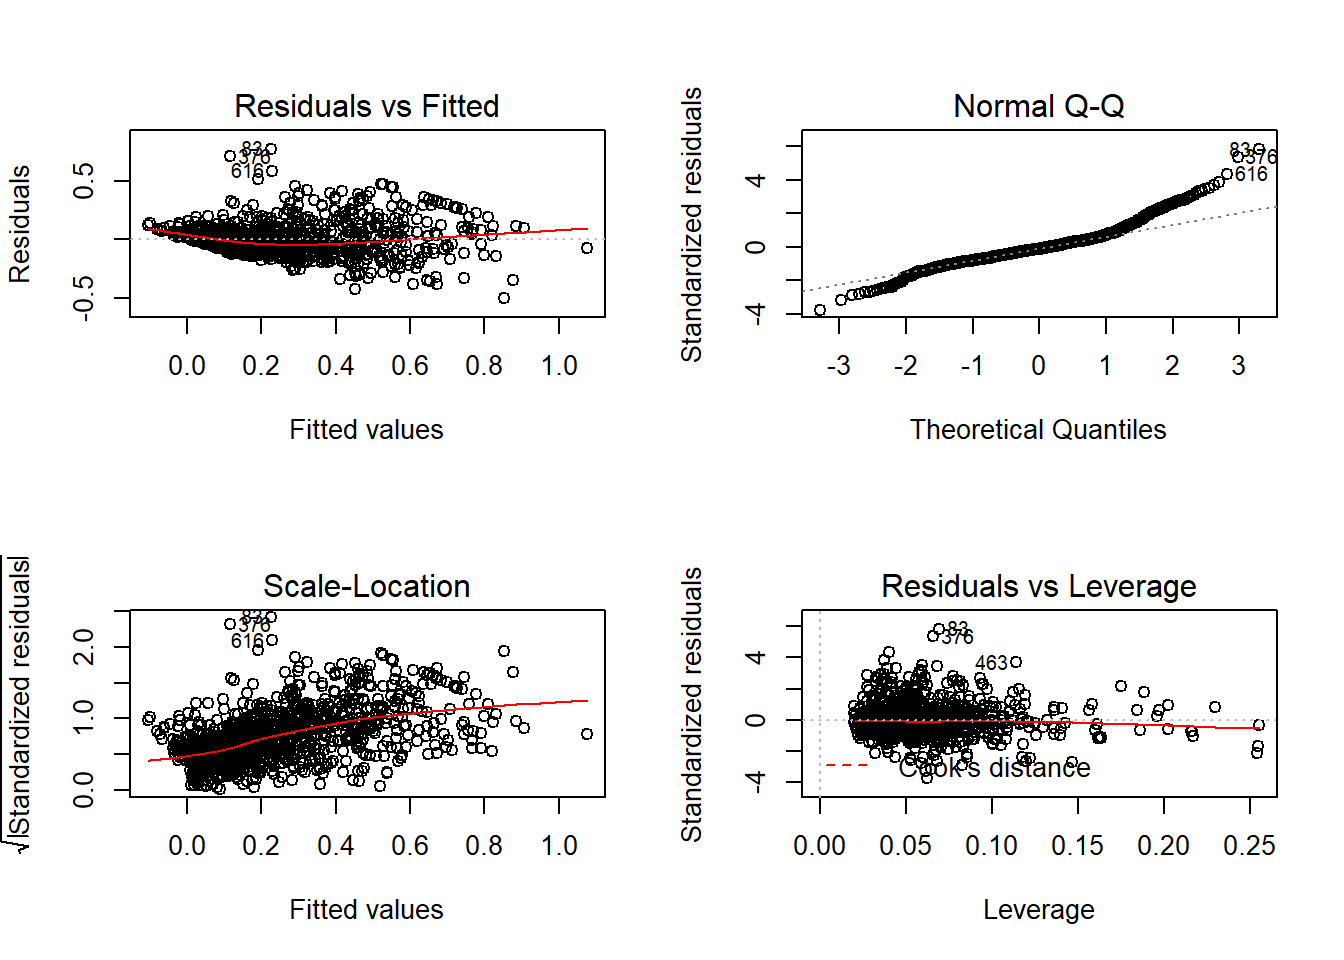 Residuals vs Fitted
Residuals
0.5
-0.5
83
376
616
0.0 0.2 0.4 0.6 0.8 1.0
Fitted values
Normal Q-Q
Standardized residuals
4
0
-4
83
376
616
-3 -2 -1 0 1 2 3
Theoretical Quantiles
Scale-Location
√|Standardized residuals|
2.0
1.0
0.0
83
376
616
0.0 0.2 0.4 0.6 0.8 1.0
Fitted values
Residuals vs Leverage
Standardized residuals
4
0
-4
83
376
463
Cook's distance
0.00 0.05 0.10 0.15 0.20 0.25
Leverage